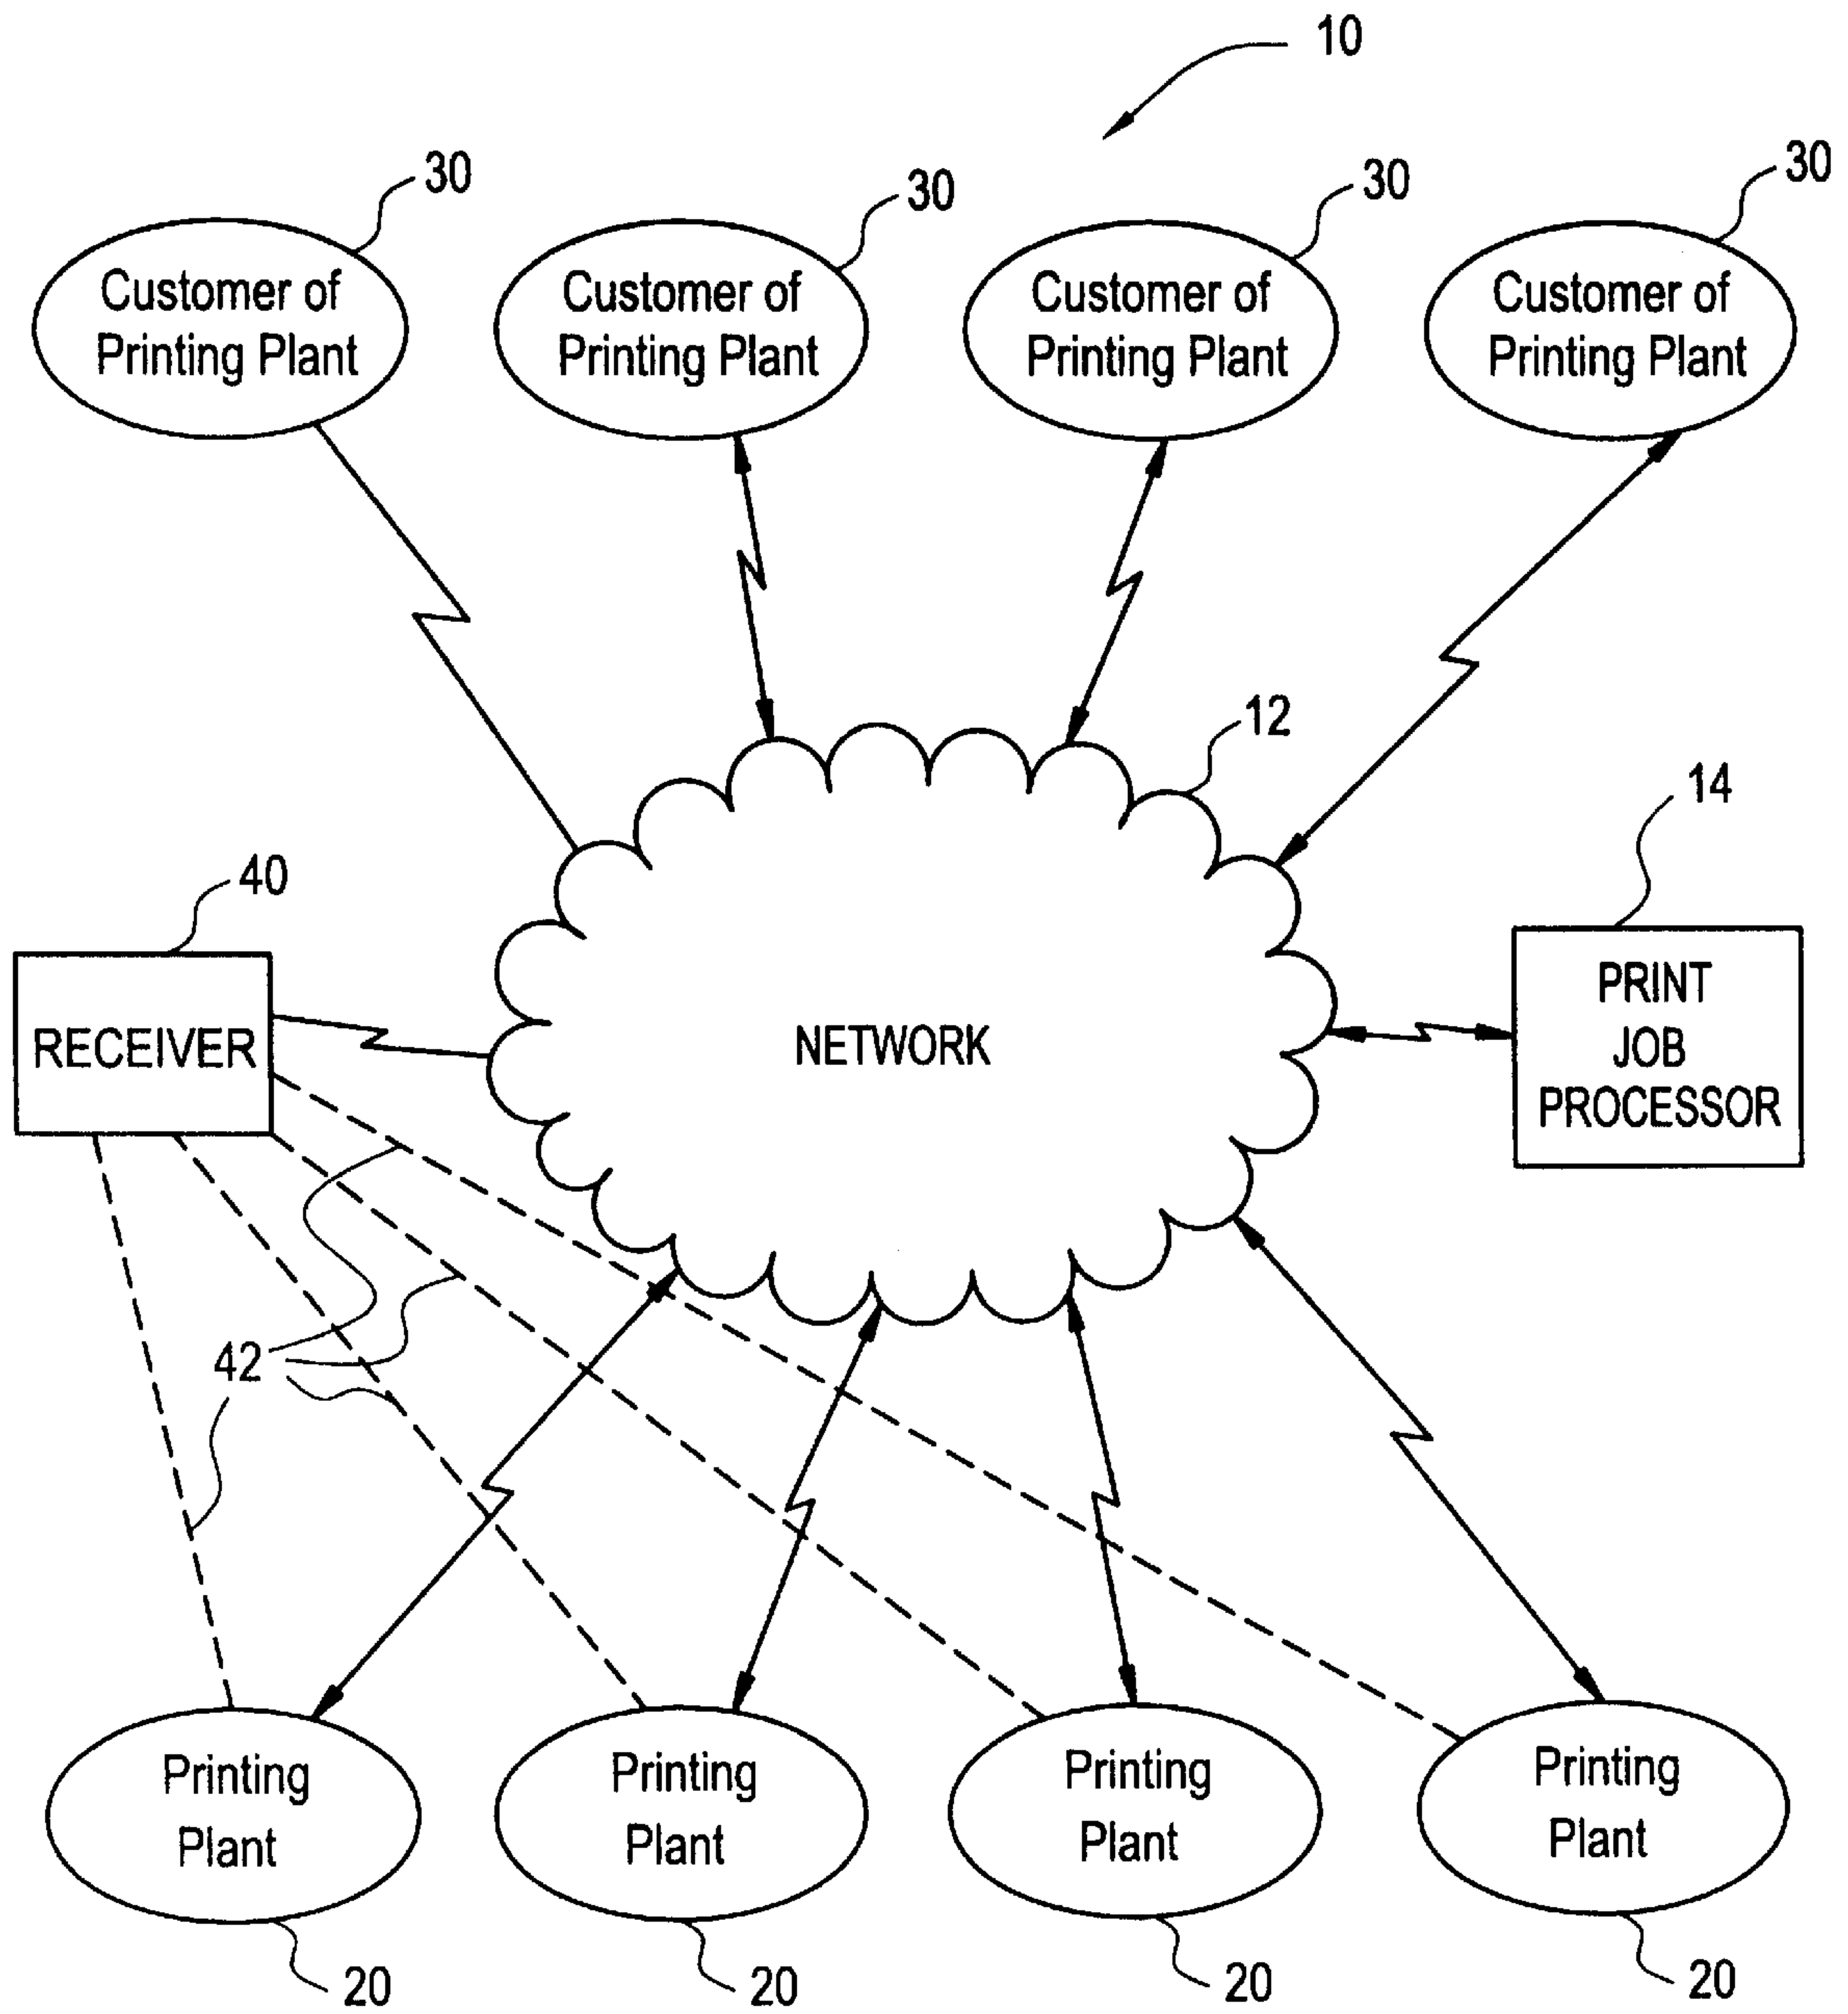 10
30
30
30
30
Customer of
Printing Plant
Customer of
Printing Plant
Customer of
Printing Plant
Customer of
Printing Plant
12
14
40
RECEIVER
NETWORK
PRINT
JOB
PROCESSOR
42
Printing
Plant
Printing
Plant
Printing
Plant
Printing
Plant
20
20
20
20